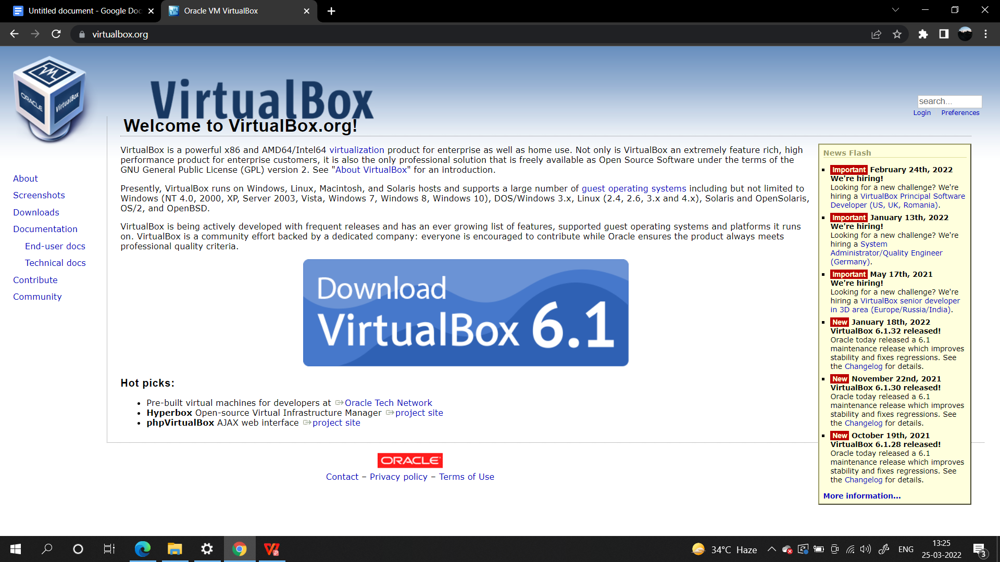 Untitled document - Google Doc
Oracle VM VirtualBox
virtualbox.org
ORACLE
VirtualBox
VirtualBox
search...
Login Preferences
Welcome to VirtualBox.org!
About
Screenshots
Downloads
Documentation
End-user docs
Technical docs
Contribute
Community
VirtualBox is a powerful x86 and AMD64/Intel64 virtualization product for enterprise as well as home use. Not only is VirtualBox an extremely feature rich, high
performance product for enterprise customers, it is also the only professional solution that is freely available as Open Source Software under the terms of the
GNU General Public License (GPL) version 2. See "About VirtualBox" for an introduction.
Presently, VirtualBox runs on Windows, Linux, Macintosh, and Solaris hosts and supports a large number of guest operating systems including but not limited to
Windows (NT 4.0, 2000, XP, Server 2003, Vista, Windows 7, Windows 8, Windows 10), DOS/Windows 3.x, Linux (2.4, 2.6, 3.x and 4.x), Solaris and OpenSolaris,
OS/2, and OpenBSD.
VirtualBox is being actively developed with frequent releases and has an ever growing list of features, supported guest operating systems and platforms it runs
on. VirtualBox is a community effort backed by a dedicated company: everyone is encouraged to contribute while Oracle ensures the product always meets
professional quality criteria.
Download
VirtualBox 6.1
Hot picks:
Pre-built virtual machines for developers at Oracle Tech Network
Hyperbox Open-source Virtual Infrastructure Manager project site
phpVirtualBox AJAX web interface project site
News Flash
Important February 24th, 2022
We're hiring!
Looking for a new challenge? We're
hiring a VirtualBox Principal Software
Developer (US, UK, Romania).
Important January 13th, 2022
We're hiring!
Looking for a new challenge? We're
hiring a System
Administrator/Quality Engineer
(Germany).
Important May 17th, 2021
We're hiring!
Looking for a new challenge? We're
hiring a VirtualBox senior developer
in 3D area (Europe/Russia/India).
New January 18th, 2022
VirtualBox 6.1.32 released!
Oracle today released a 6.1
maintenance release which improves
stability and fixes regressions. See
the Changelog for details.
New November 22nd, 2021
VirtualBox 6.1.30 released!
Oracle today released a 6.1
maintenance release which improves
stability and fixes regressions. See
the Changelog for details.
New October 19th, 2021
VirtualBox 6.1.28 released!
Oracle today released a 6.1
maintenance release which improves
stability and fixes regressions. See
the Changelog for details.
More information...
ORACLE
Contact – Privacy policy – Terms of Use
34°C Haze
ENG
13:25
25-03-2022
3